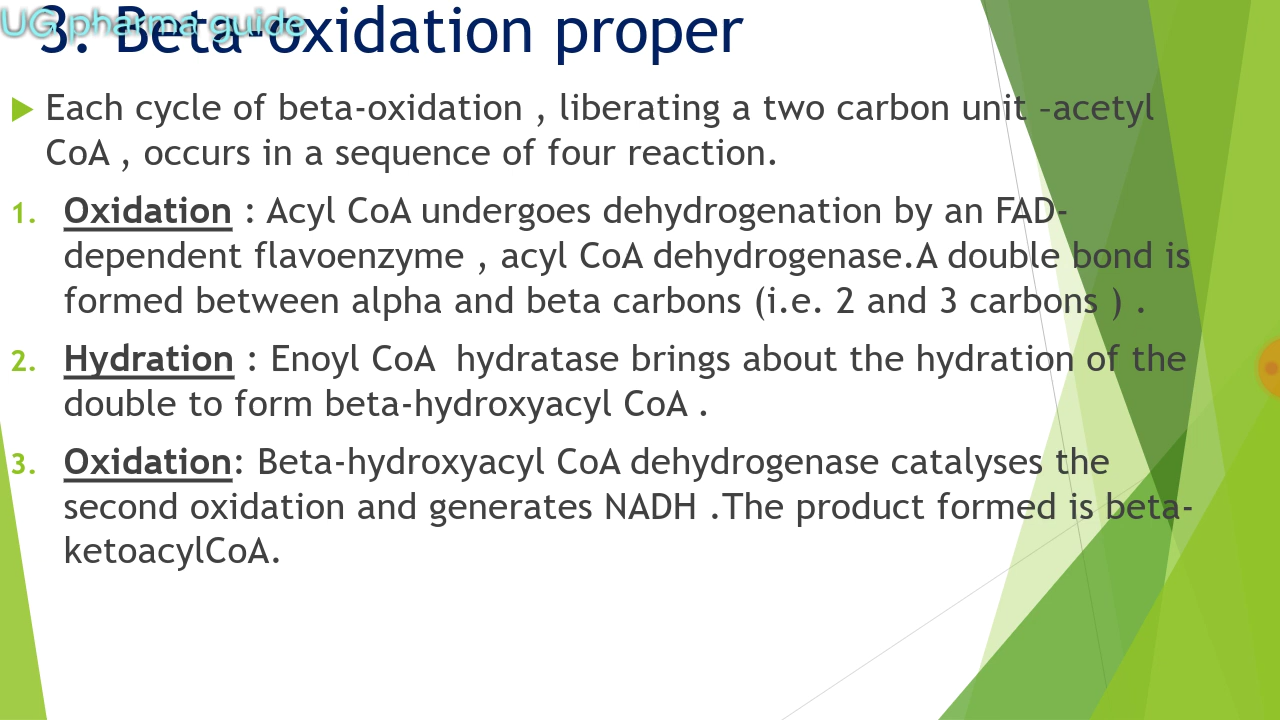 UG pharma guide
3. Beta-oxidation proper
Each cycle of beta-oxidation , liberating a two carbon unit –acetyl
CoA , occurs in a sequence of four reaction.
1. Oxidation : Acyl CoA undergoes dehydrogenation by an FAD-
dependent flavoenzyme , acyl CoA dehydrogenase.A double bond is
formed between alpha and beta carbons (i.e. 2 and 3 carbons ) .
2. Hydration : Enoyl CoA  hydratase brings about the hydration of the
double to form beta-hydroxyacyl CoA .
3. Oxidation: Beta-hydroxyacyl CoA dehydrogenase catalyses the
second oxidation and generates NADH .The product formed is beta-
ketoacylCoA.